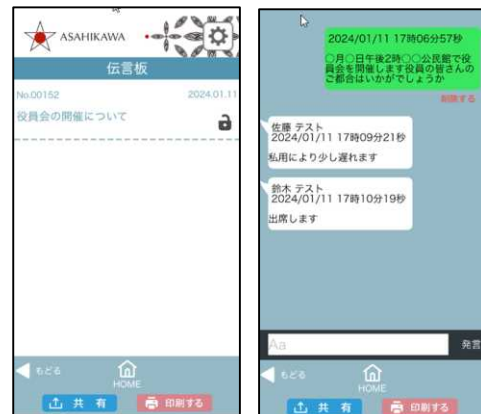 ASAHIKAWA
伝言板
No.00152
2024.01.11
役員会の開催について
もどる
HOME
共 有
印刷する
2024/01/11 17時06分57秒
○月○日午後2時○○公民館で役
員会を開催します役員の皆さんの
ご都合はいかがでしょうか
削除する
佐藤 テスト
2024/01/11 17時09分21秒
私用により少し遅れます
鈴木 テスト
2024/01/11 17時10分19秒
出席します
Aa
発言
もどる
HOME
共 有
印刷する